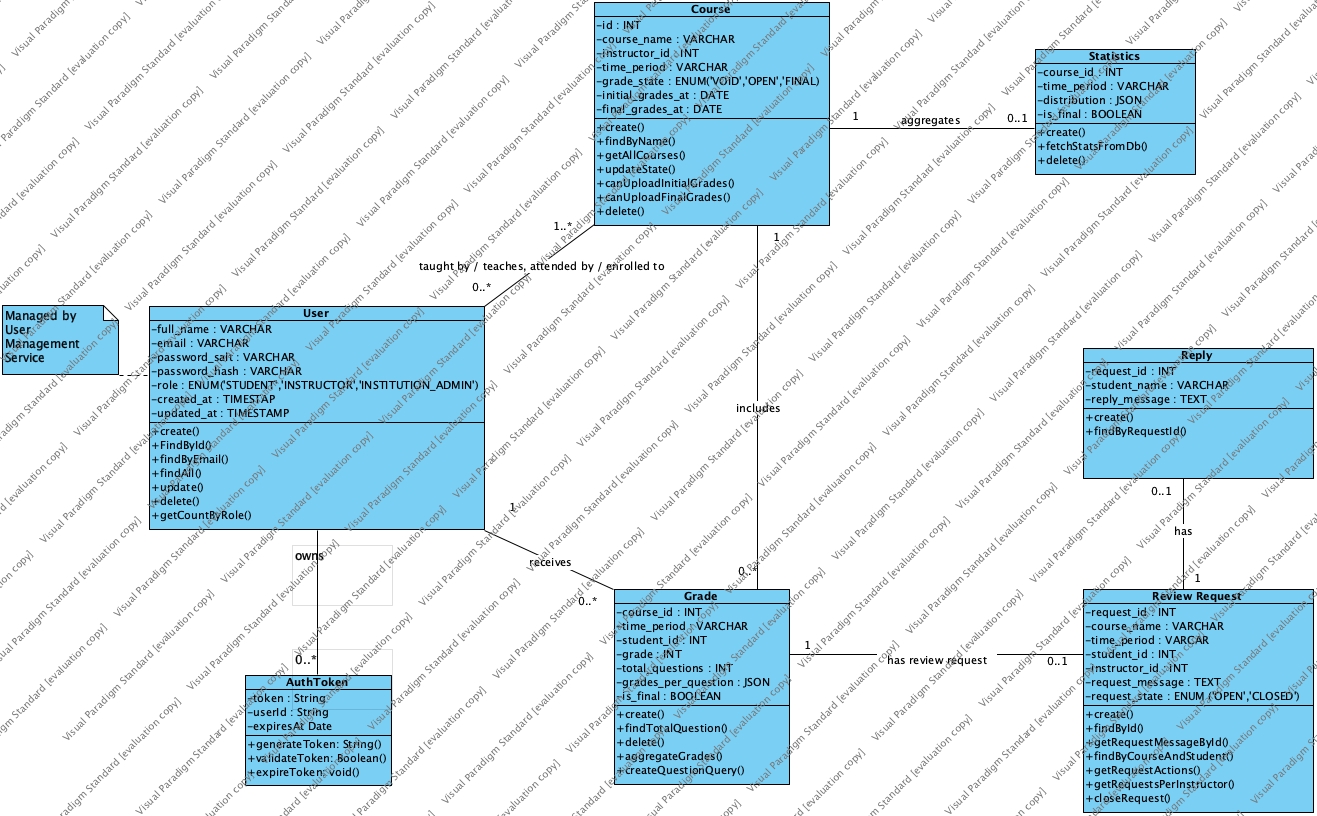 Course
-id : INT
-course_name : VARCHAR
-instructor_id : INT
-time_period : VARCHAR
-grade_state : ENUM('VOID','OPEN','FINAL)
-initial_grades_at : DATE
-final_grades_at : DATE
+create()
+findByName()
+getAllCourses()
+updateState()
+canUploadInitialGrades()
+canUploadFinalGrades()
+delete()
Statistics
-course_id : INT
-time_period : VARCHAR
-distribution : JSON
-is_final : BOOLEAN
+create()
+fetchStatsFromDb()
+delete()
1
aggregates
0..1
1..*
taught by / teaches, attended by / enrolled to
0..*
1
includes
0..*
Managed by
User
Management
Service
User
-full_name : VARCHAR
-email : VARCHAR
-password_salt : VARCHAR
-password_hash : VARCHAR
-role : ENUM('STUDENT','INSTRUCTOR','INSTITUTION_ADMIN')
-created_at : TIMESTAP
-updated_at : TIMESTAMP
+create()
+FindById()
+findByEmail()
+findAll()
+update()
+delete()
+getCountByRole()
Reply
-request_id : INT
-student_name : VARCHAR
-reply_message : TEXT
+create()
+findByRequestId()
0..1
has
1
1
receives
0..*
owns
0..*
AuthToken
-token : String
-userId : String
-expiresAt Date
+generateToken: String()
+validateToken: Boolean()
+expireToken: void()
Grade
-course_id : INT
-time_period : VARCHAR
-student_id : INT
-grade : INT
-total_questions : INT
-grades_per_question : JSON
-is_final : BOOLEAN
+create()
+findTotalQuestion()
+delete()
+aggregateGrades()
+createQuestionQuery()
1
has review request
0..1
Review Request
-request_id : INT
-course_name : VARCHAR
-time_period : VARCAR
-student_id : INT
-instructor_id : INT
-request_message : TEXT
-request_state : ENUM ('OPEN','CLOSED')
+create()
+findById()
+getRequestMessageById()
+findByCourseAndStudent()
+getRequestActions()
+getRequestsPerInstructor()
+closeRequest()
Visual Paradigm Standard [evaluation copy]